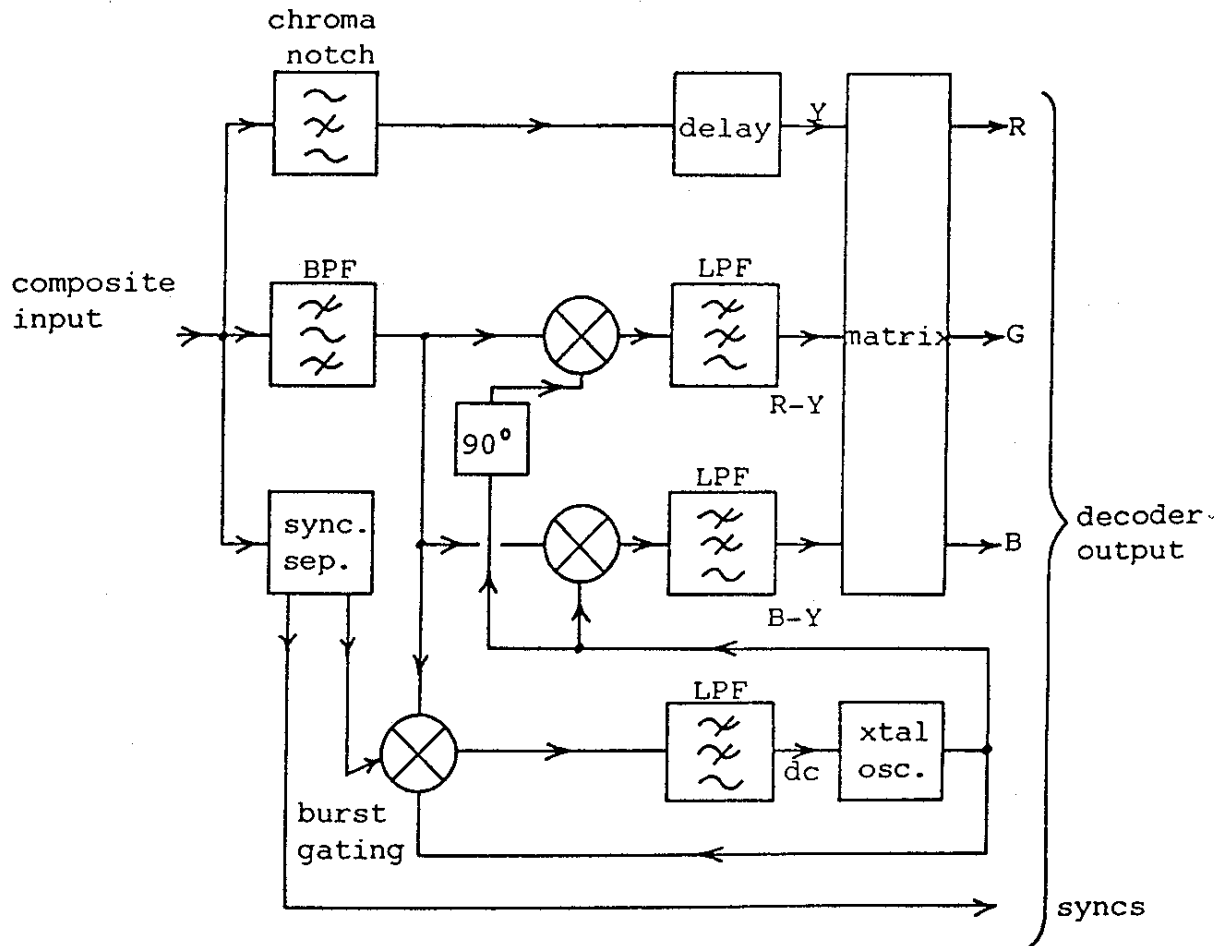 chroma
notch
delay
Y
R
composite
input
BPF
LPF
matrix
G
R-Y
90°
LPF
sync.
sep.
B
decoder
output
B-Y
LPF
xtal
osc.
dc
burst
gating
syncs